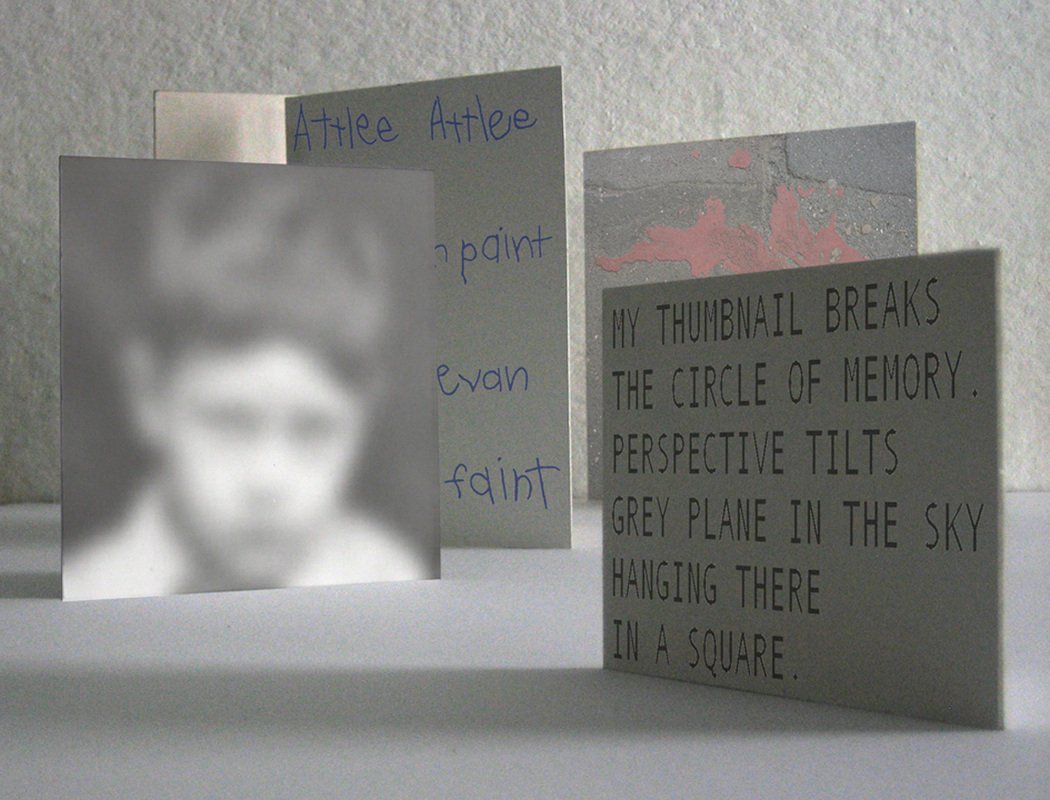 Attlee Attlee
paint
evan
faint
MY THUMBNAIL BREAKS
THE CIRCLE OF MEMORY.
PERSPECTIVE TILTS
GREY PLANE IN THE SKY
HANGING THERE
IN A SQUARE.